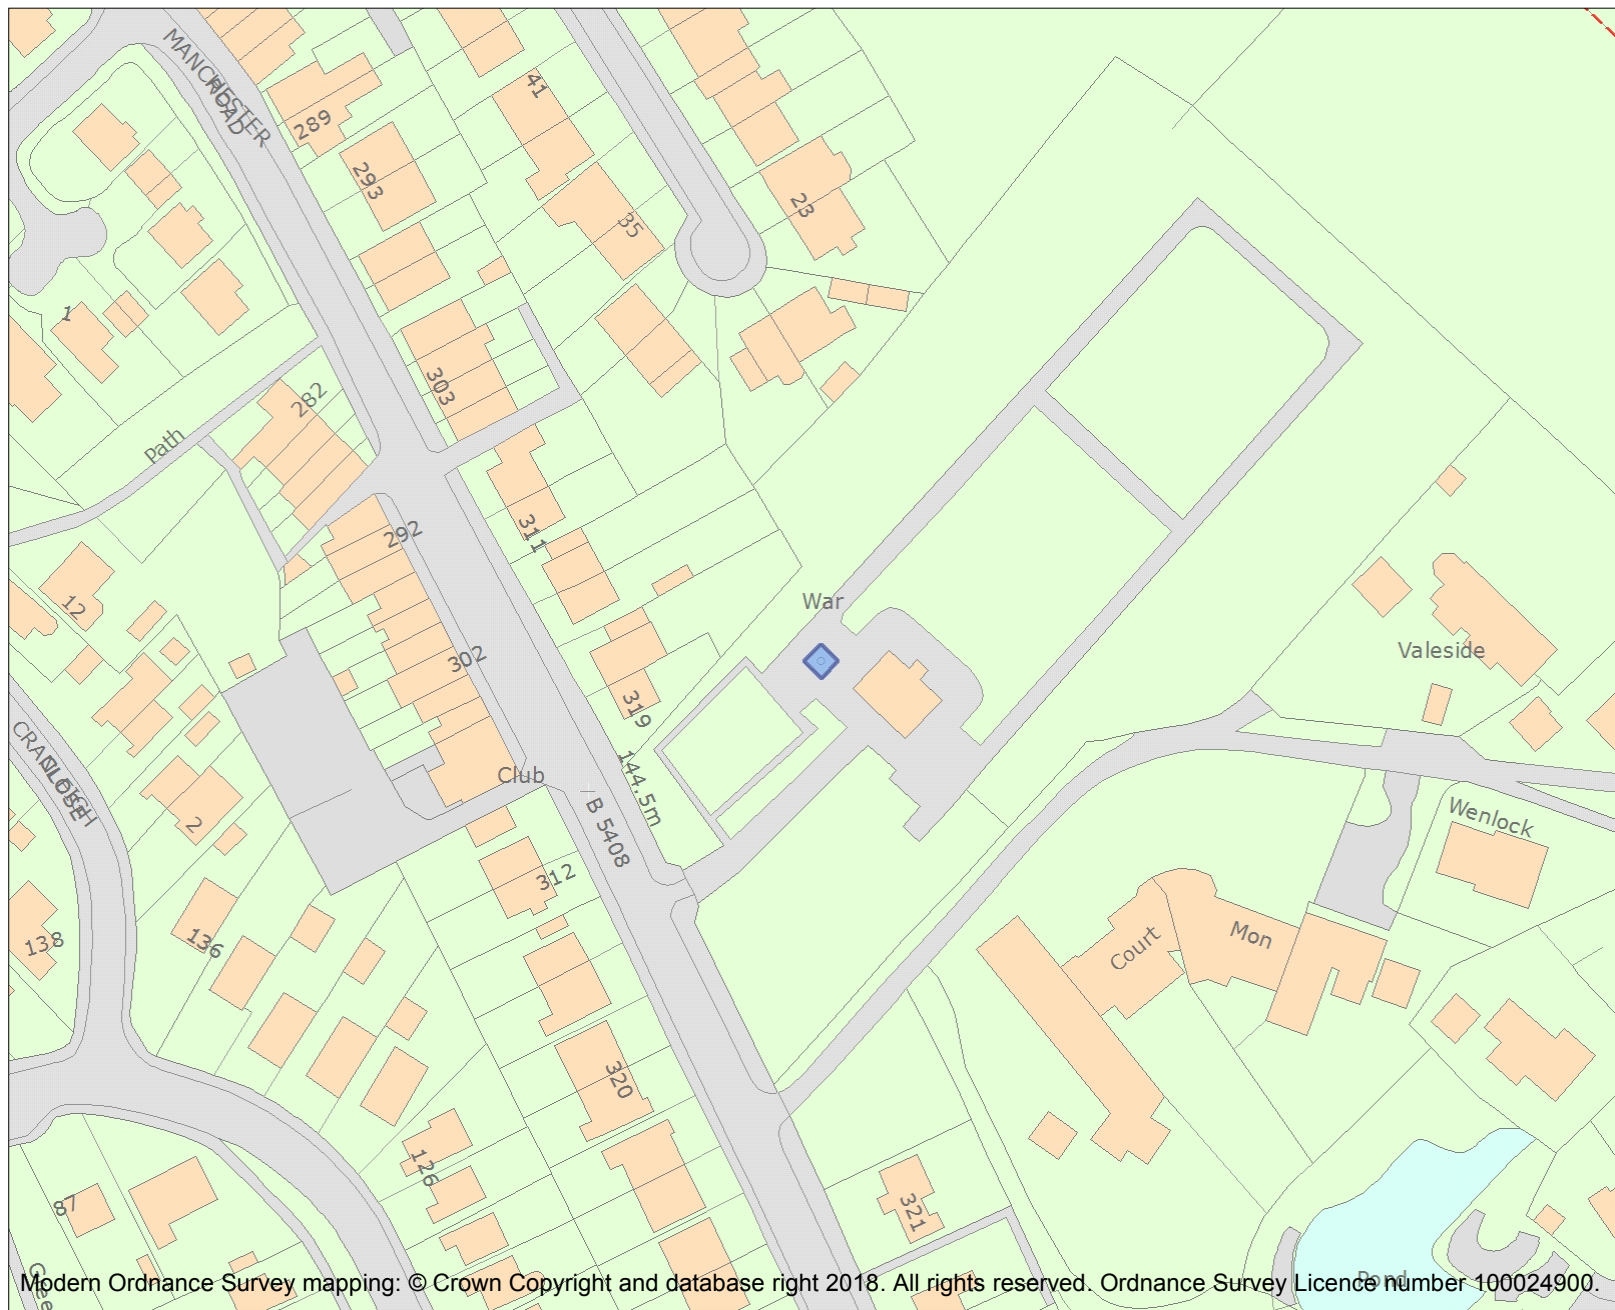 MANCHESTER
ROAD
289
41
293
35
23
1
303
282
Path
311
292
12
War
302
319
Valeside
CRANLEIGH
CLOSE
Club
144.5m
B 5408
2
Wenlock
312
Court
Mon
138
136
320
126
87
321
Pond
Modern Ordnance Survey mapping: © Crown Copyright and database right 2018. All rights reserved. Ordnance Survey Licence number 100024900.